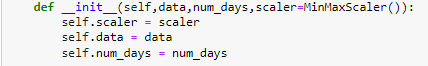 def __init__(self,data,num_days,scaler=MinMaxScaler()):
self.scaler = scaler
self.data = data
self.num_days = num_days